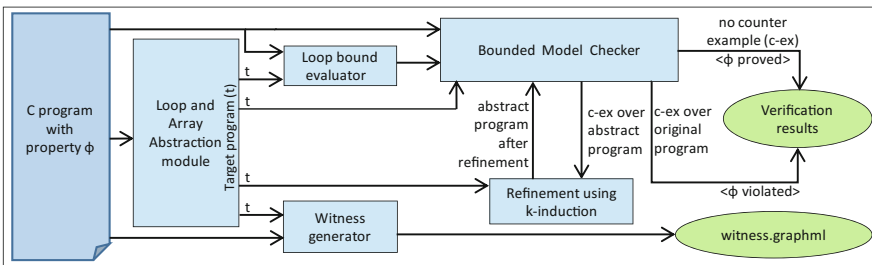 C program
with
property ϕ
Loop and
Array
Abstraction
module
Target program (t)
t
t
t
t
Loop bound
evaluator
Bounded Model Checker
no counter
example (c-ex)
<ϕ proved>
abstract
program
after
refinement
c-ex over
abstract
program
c-ex over
original
program
Verification
results
<ϕ violated>
Refinement using
k-induction
Witness
generator
witness.graphml